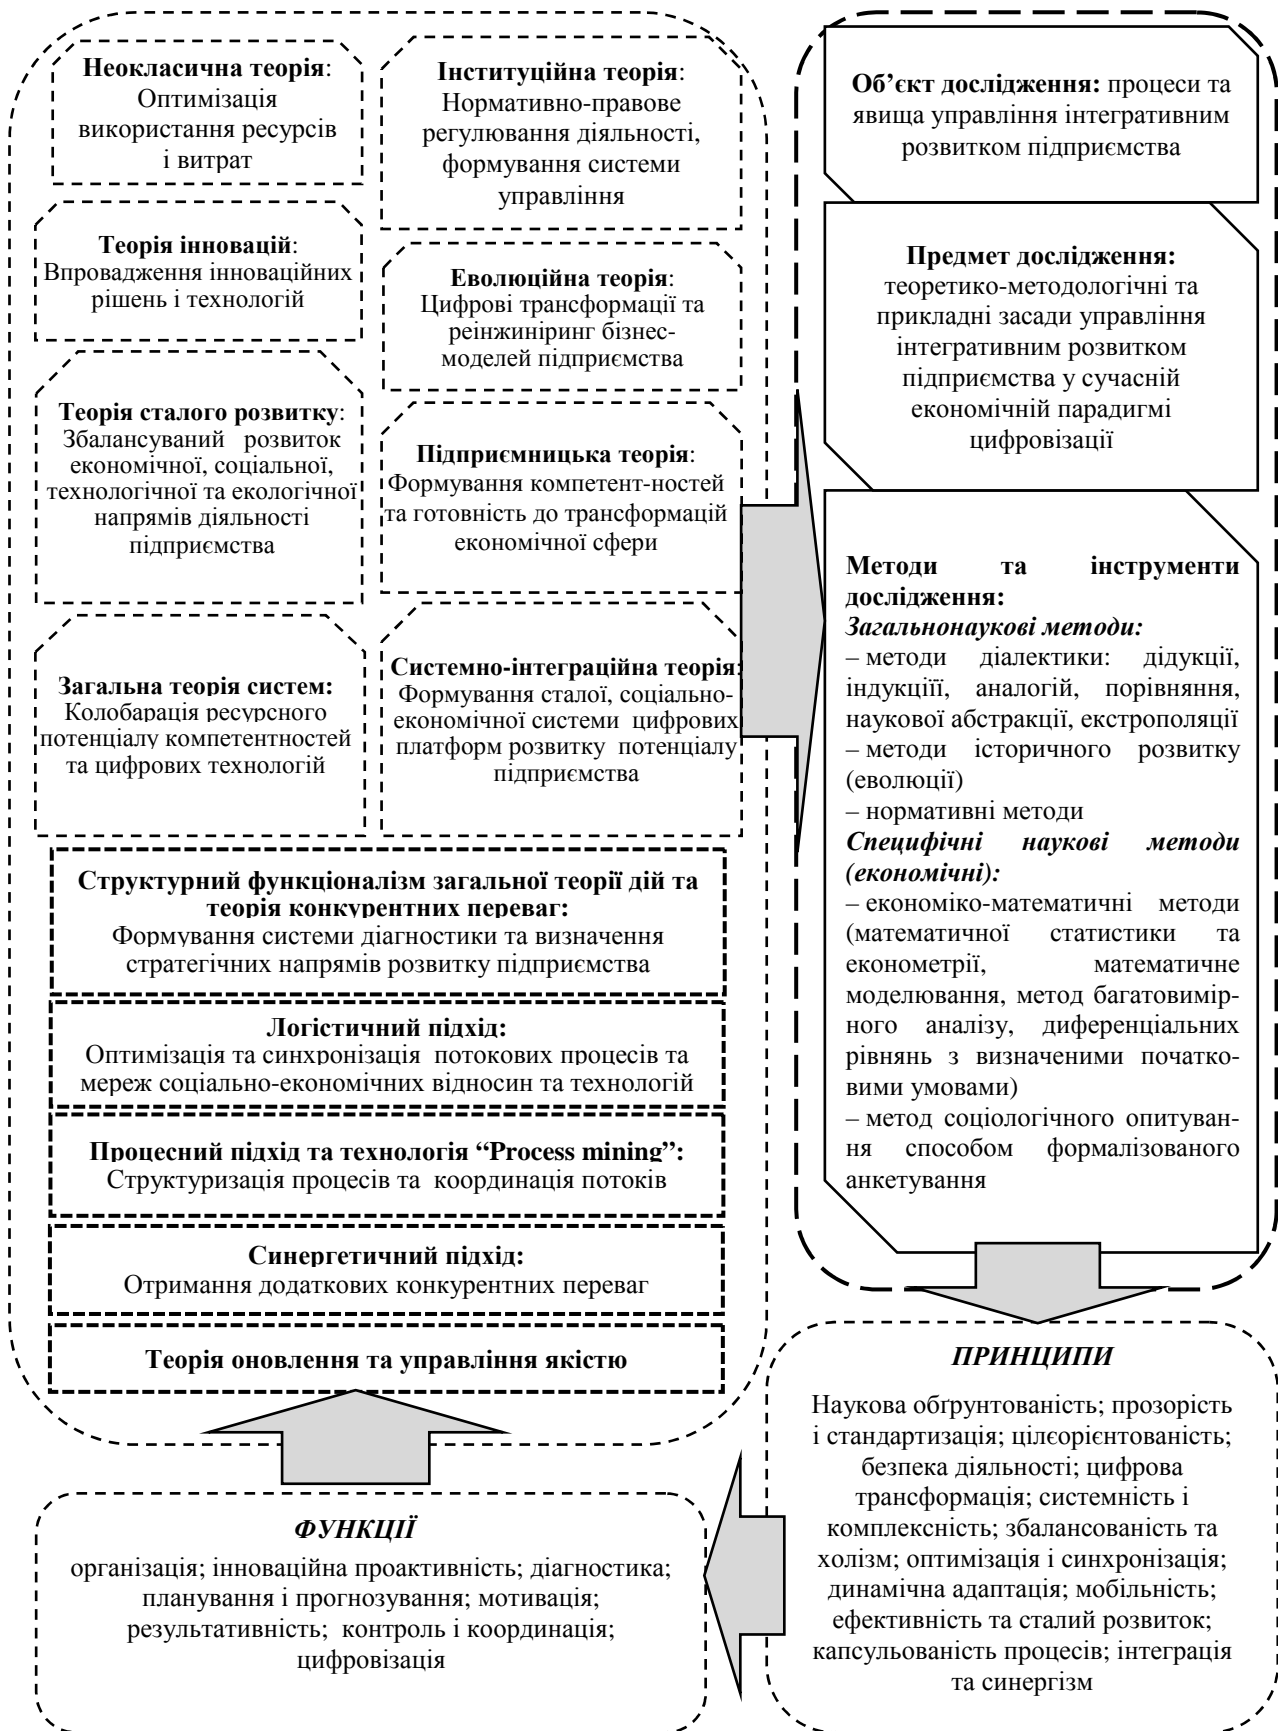 Неокласична теорія:
Оптимізація
використання ресурсів
і витрат
Інституційна теорія:
Нормативно-правове
регулювання діяльності,
формування системи
управління
Теорія інновацій:
Впровадження інноваційних
рішень і технологій
Еволюційна теорія:
Цифрові трансформації та
реінжиніринг бізнес-
моделей підприємства
Теорія сталого розвитку:
Збалансуваний розвиток
економічної, соціальної,
технологічної та екологічної
напрямів діяльності
підприємства
Підприємницька теорія:
Формування компетент-ностей
та готовність до трансформацій
економічної сфери
Загальна теорія систем:
Колобарація ресурсного
потенціалу компетентностей
та цифрових технологій
Системно-інтеграційна теорія:
Формування сталої, соціально-
економічної системи цифрових
платформ розвитку потенціалу
підприємства
Структурний функціоналізм загальної теорії дій та
теорія конкурентних переваг:
Формування системи діагностики та визначення
стратегічних напрямів розвитку підприємства
Логістичний підхід:
Оптимізація та синхронізація потокових процесів та
мереж соціально-економічних відносин та технологій
Процесний підхід та технологія “Process mining”:
Структуризація процесів та координація потоків
Синергетичний підхід:
Отримання додаткових конкурентних переваг
Теорія оновлення та управління якістю
Об’єкт дослідження: процеси та
явища управління інтегративним
розвитком підприємства
Предмет дослідження:
теоретико-методологічні та
прикладні засади управління
інтегративним розвитком
підприємства у сучасній
економічній парадигмі
цифровізації
Методи та інструменти
дослідження:
Загальнонаукові методи:
– методи діалектики: дідукції,
індукціїї, аналогій, порівняння,
наукової абстракції, екстрополяції
– методи історичного розвитку
(еволюції)
– нормативні методи
Специфічні наукові методи
(економічні):
– економіко-математичні методи
(математичної статистики та
економетрії, математичне
моделювання, метод багатовимір-
ного аналізу, диференціальних
рівнянь з визначеними початко-
вими умовами)
– метод соціологічного опитуван-
ня способом формалізованого
анкетування
ПРИНЦИПИ
Наукова обґрунтованість; прозорість
і стандартизація; цілєорієнтованість;
безпека діяльності; цифрова
трансформація; системність і
комплексність; збалансованість та
холізм; оптимізація і синхронізація;
динамічна адаптація; мобільність;
ефективність та сталий розвиток;
капсульованість процесів; інтеграція
та синергізм
ФУНКЦІЇ
організація; інноваційна проактивність; діагностика;
планування і прогнозування; мотивація;
результативність; контроль і координація;
цифровізація